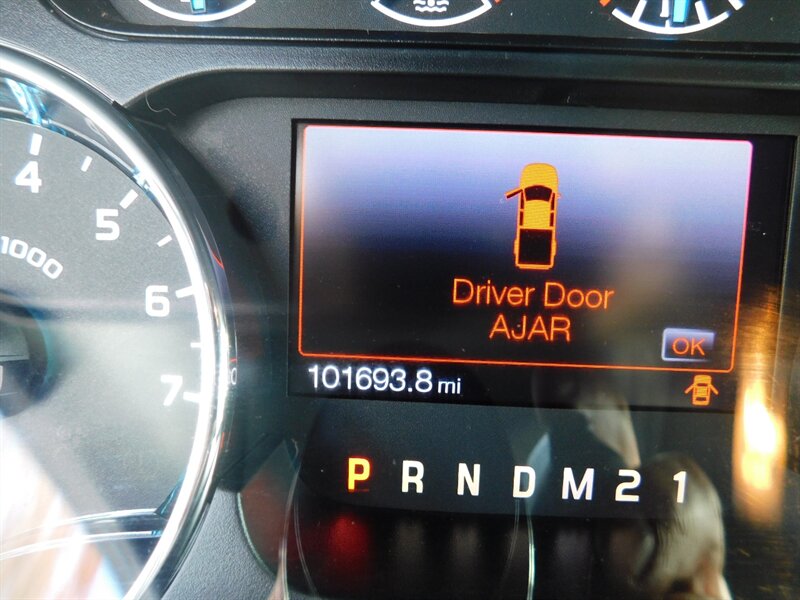 4
5
6
7
1000
Driver Door
AJAR
OK
101693.8 mi
P R N D M 2 1